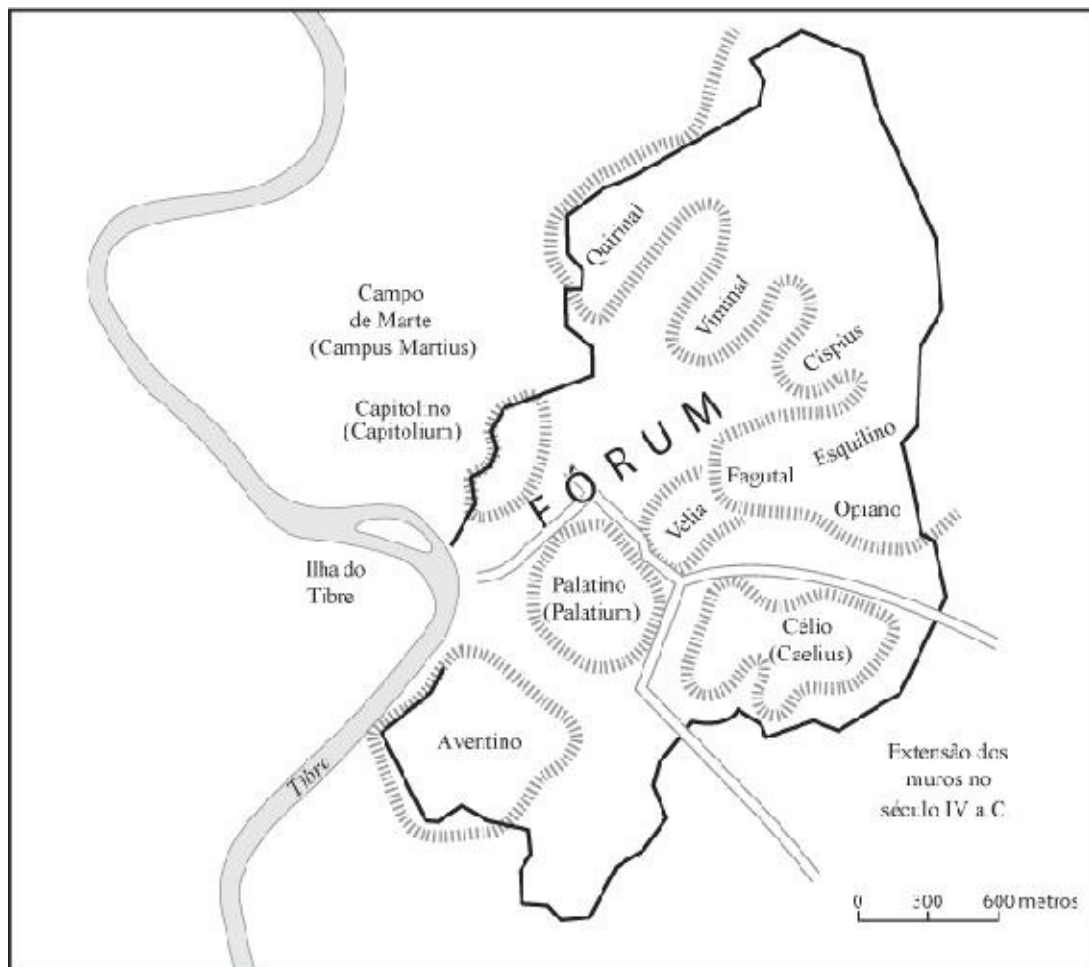 Quirinal
Viminal
Cispius
Campo
de Marte
(Campus Martius)
Capitolino
(Capitolium)
FÓRUM
Esquilino
Fagutal
Opiano
Velia
Ilha do
Tibre
Palatino
(Palatium)
Célio
(Caelius)
Aventino
Tibre
Extensão dos
muros no
século IV a C
0 300 600 metros